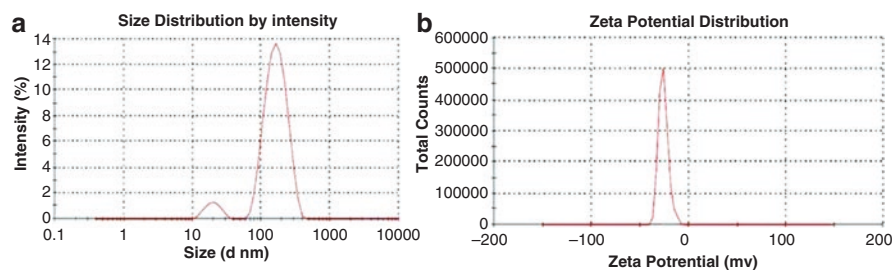 a
Size Distribution by intensity
Intensity (%)
14
12
10
8
6
4
2
0
0.1 1 10 100 1000 10000
Size (d nm)
b
Zeta Potential Distribution
Total Counts
600000
500000
400000
300000
200000
100000
0
−200 −100 0 100 200
Zeta Potrential (mv)